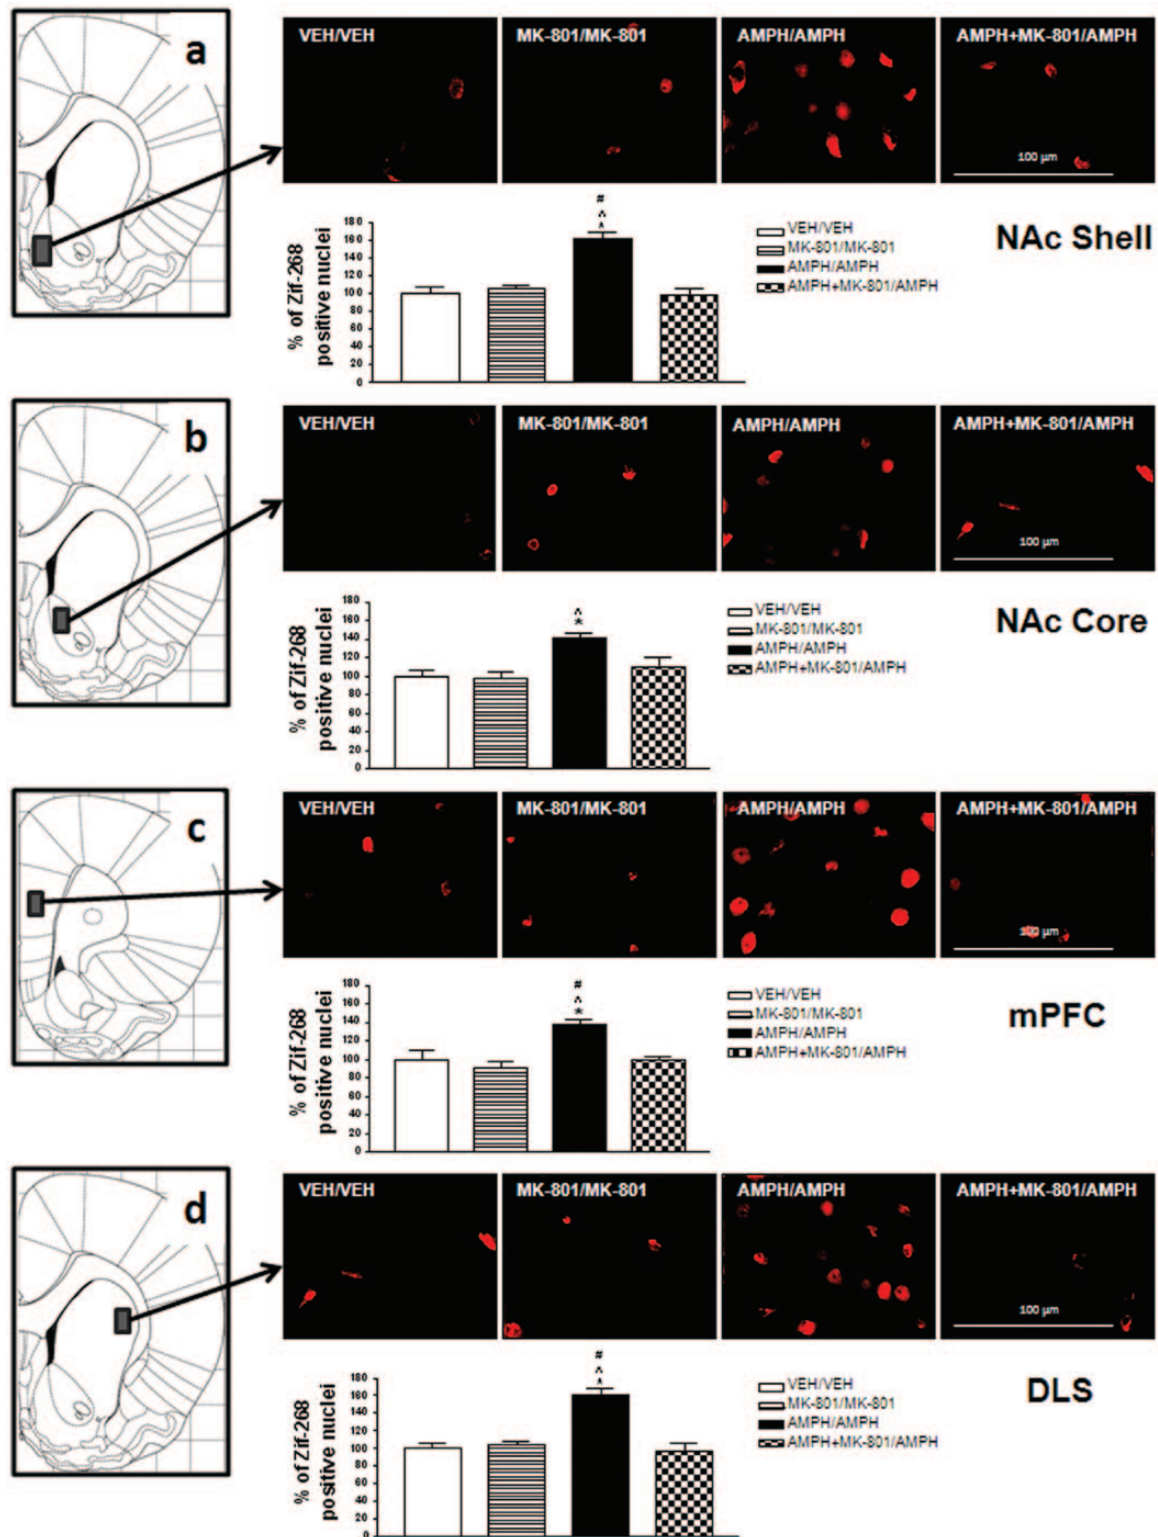 a
VEH/VEH
MK-801/MK-801
AMPH/AMPH
AMPH+MK-801/AMPH
100 µm
% of Zif-268
positive nuclei
180
160
140
120
100
80
60
40
20
0
#
^
*
VEH/VEH
MK-801/MK-801
AMPH/AMPH
AMPH+MK-801/AMPH
NAc Shell
b
VEH/VEH
MK-801/MK-801
AMPH/AMPH
AMPH+MK-801/AMPH
100 µm
% of Zif-268
positive nuclei
180
160
140
120
100
80
60
40
20
0
^
*
VEH/VEH
MK-801/MK-801
AMPH/AMPH
AMPH+MK-801/AMPH
NAc Core
c
VEH/VEH
MK-801/MK-801
AMPH/AMPH
AMPH+MK-801/AMPH
100 µm
% of Zif-268
positive nuclei
180
160
140
120
100
80
60
40
20
0
#
^
*
VEH/VEH
MK-801/MK-801
AMPH/AMPH
AMPH+MK-801/AMPH
mPFC
d
VEH/VEH
MK-801/MK-801
AMPH/AMPH
AMPH+MK-801/AMPH
100 µm
% of Zif-268
positive nuclei
180
160
140
120
100
80
60
40
20
0
#
^
*
VEH/VEH
MK-801/MK-801
AMPH/AMPH
AMPH+MK-801/AMPH
DLS